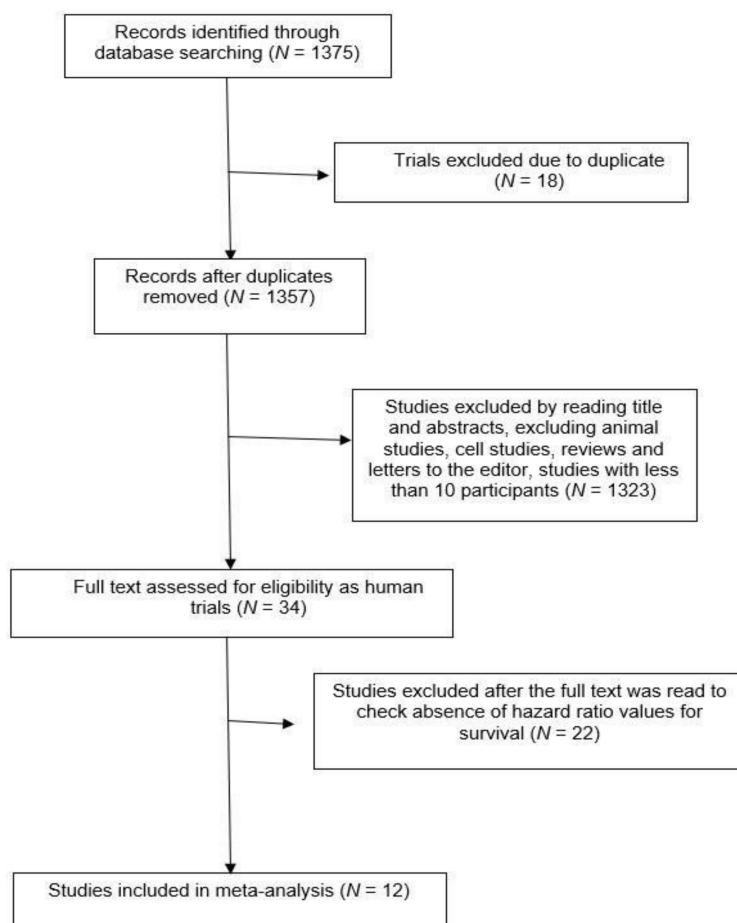 Records identified through
database searching (N = 1375)
Trials excluded due to duplicate
(N = 18)
Records after duplicates
removed (N = 1357)
Studies excluded by reading title
and abstracts, excluding animal
studies, cell studies, reviews and
letters to the editor, studies with less
than 10 participants (N = 1323)
Full text assessed for eligibility as human
trials (N = 34)
Studies excluded after the full text was read to
check absence of hazard ratio values for
survival (N = 22)
Studies included in meta-analysis (N = 12)